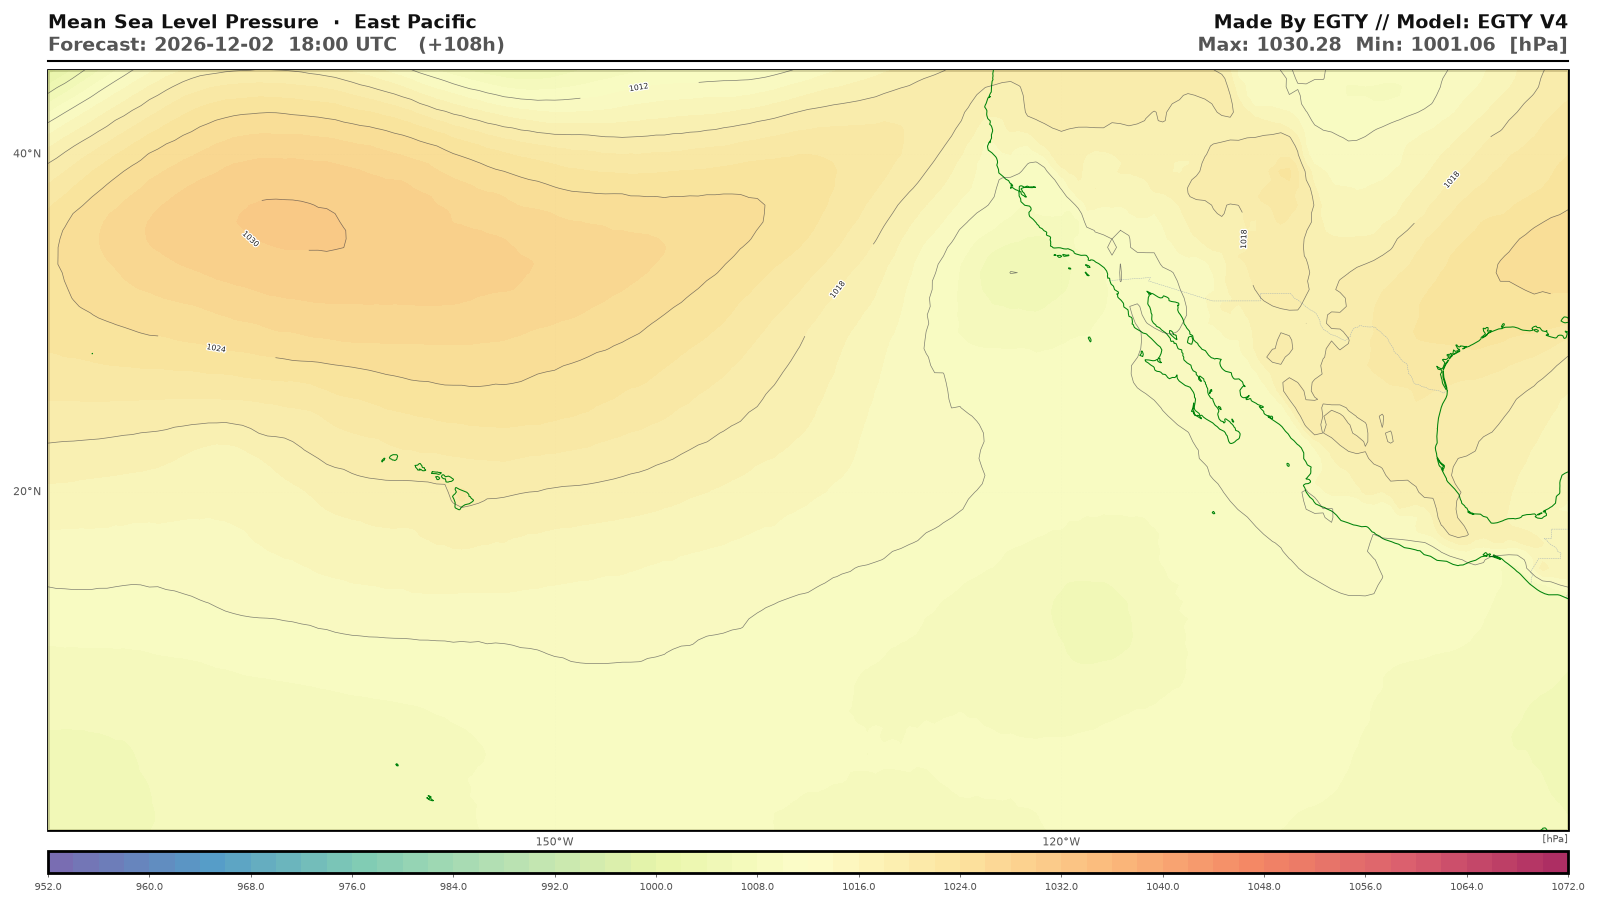 Mean Sea Level Pressure · East Pacific
Made By EGTY // Model: EGTY V4
Forecast: 2026-12-02 18:00 UTC (+108h)
Max: 1030.28 Min: 1001.06 [hPa]
1012
40°N
1018
1030
1018
1018
1024
20°N
150°W
120°W
[hPa]
952.0
960.0
968.0
976.0
984.0
992.0
1000.0
1008.0
1016.0
1024.0
1032.0
1040.0
1048.0
1056.0
1064.0
1072.0